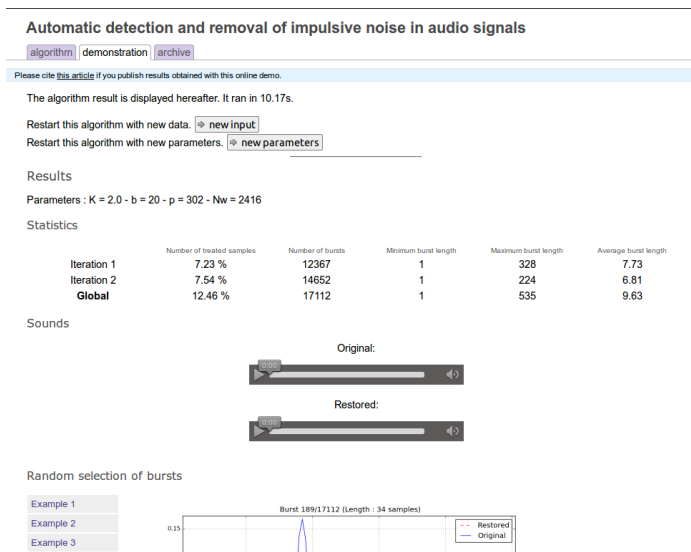 Automatic detection and removal of impulsive noise in audio signals
algorithm demonstration archive
Please cite this article if you publish results obtained with this online demo.
The algorithm result is displayed hereafter. It ran in 10.17s.
Restart this algorithm with new data. new input
Restart this algorithm with new parameters. new parameters
Results
Parameters : K = 2.0 - b = 20 - p = 302 - Nw = 2416
Statistics
Number of treated samples Number of bursts Minimum burst length Maximum burst length Average burst length
Iteration 1 7.23 % 12367 1 328 7.73
Iteration 2 7.54 % 14652 1 224 6.81
Global 12.46 % 17112 1 535 9.63
Sounds
Original:
0:00
Restored:
0:00
Random selection of bursts
Example 1
Example 2
Example 3
Burst 189/17112 (Length : 34 samples)
0.15
Restored
Original